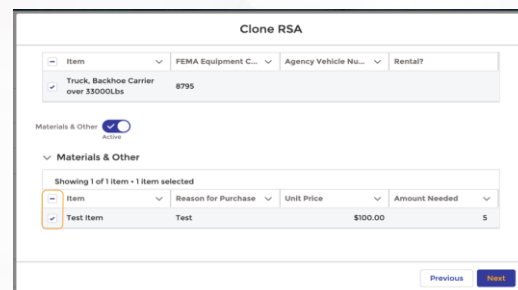 Clone RSA
Item FEMA Equipment C... Agency Vehicle Nu... Rental?
Truck, Backhoe Carrier over 33000Lbs 8795
Materials & Other
Active
Materials & Other
Showing 1 of 1 item • 1 item selected
Item Reason for Purchase Unit Price Amount Needed
Test Item Test $100.00 5
Previous Next